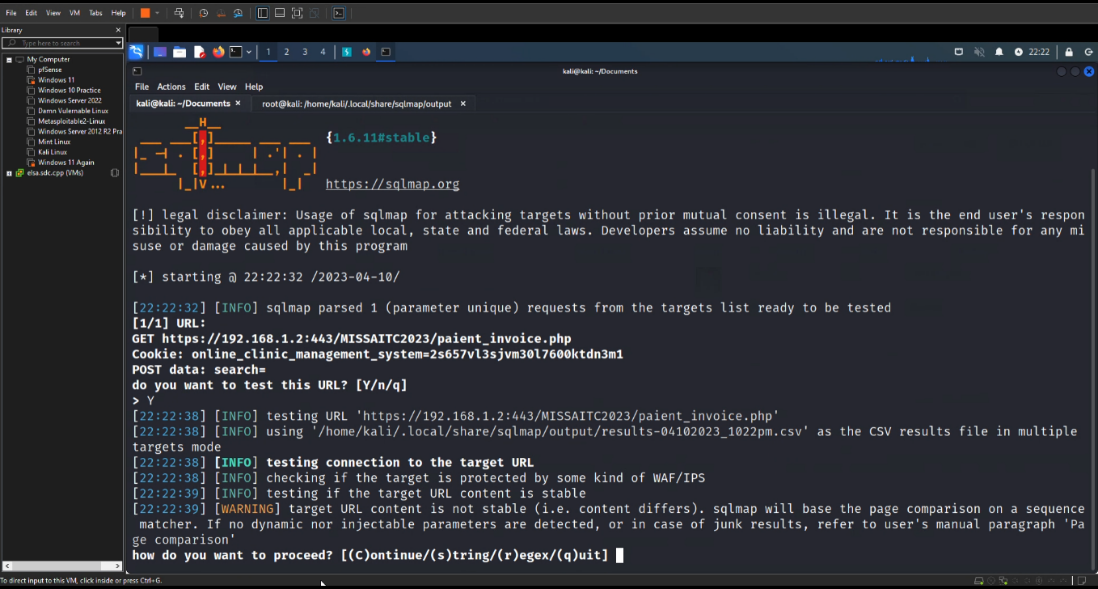 File Edit View VM Tabs Help
Library
Type here to search
My Computer
pfSense
Windows 11
Windows 10 Practice
Windows Server 2022
Damn Vulnerable Linux
Metasploitable2-Linux
Windows Server 2012 R2 Pra
Mint Linux
Kali Linux
Windows 11 Again
elsa.sdc.cpp (VMs)
1 2 3 4
22:22
kali@kali: ~/Documents
File Actions Edit View Help
kali@kali: ~/Documents
root@kali: /home/kali/.local/share/sqlmap/output
{1.6.11#stable}
https://sqlmap.org
[!] legal disclaimer: Usage of sqlmap for attacking targets without prior mutual consent is illegal. It is the end user's respon
sibility to obey all applicable local, state and federal laws. Developers assume no liability and are not responsible for any mi
suse or damage caused by this program
[*] starting @ 22:22:32 /2023-04-10/
[22:22:32] [INFO] sqlmap parsed 1 (parameter unique) requests from the targets list ready to be tested
[1/1] URL:
GET https://192.168.1.2:443/MISSAITC2023/paient_invoice.php
Cookie: online_clinic_management_system=2s657vl3sjvm30l7600ktdn3m1
POST data: search=
do you want to test this URL? [Y/n/q]
> Y
[22:22:38] [INFO] testing URL 'https://192.168.1.2:443/MISSAITC2023/paient_invoice.php'
[22:22:38] [INFO] using '/home/kali/.local/share/sqlmap/output/results-04102023_1022pm.csv' as the CSV results file in multiple
targets mode
[22:22:38] [INFO] testing connection to the target URL
[22:22:38] [INFO] checking if the target is protected by some kind of WAF/IPS
[22:22:39] [INFO] testing if the target URL content is stable
[22:22:39] [WARNING] target URL content is not stable (i.e. content differs). sqlmap will base the page comparison on a sequence
matcher. If no dynamic nor injectable parameters are detected, or in case of junk results, refer to user's manual paragraph 'Pa
ge comparison'
how do you want to proceed? [(C)ontinue/(s)tring/(r)egex/(q)uit]
To direct input to this VM, click inside or press Ctrl+G.